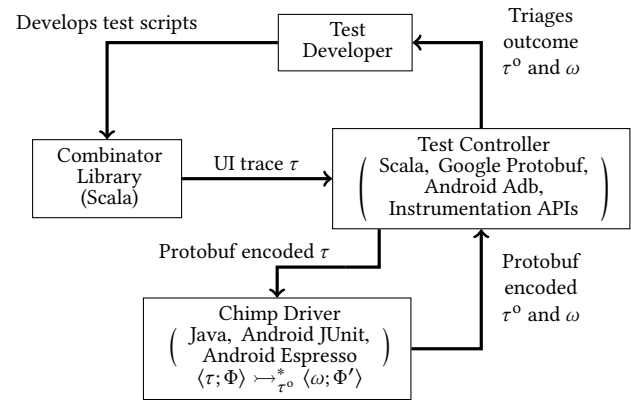 Develops test scripts
Test
Developer
Triages
outcome
τᵒ and ω
Combinator
Library
(Scala)
UI trace τ
Test Controller
( Scala, Google Protobuf,
Android Adb,
Instrumentation APIs )
Protobuf encoded τ
Protobuf
encoded
τᵒ and ω
Chimp Driver
( Java, Android JUnit,
Android Espresso )
⟨τ; Φ⟩ ↣*τᵒ ⟨ω; Φ′⟩